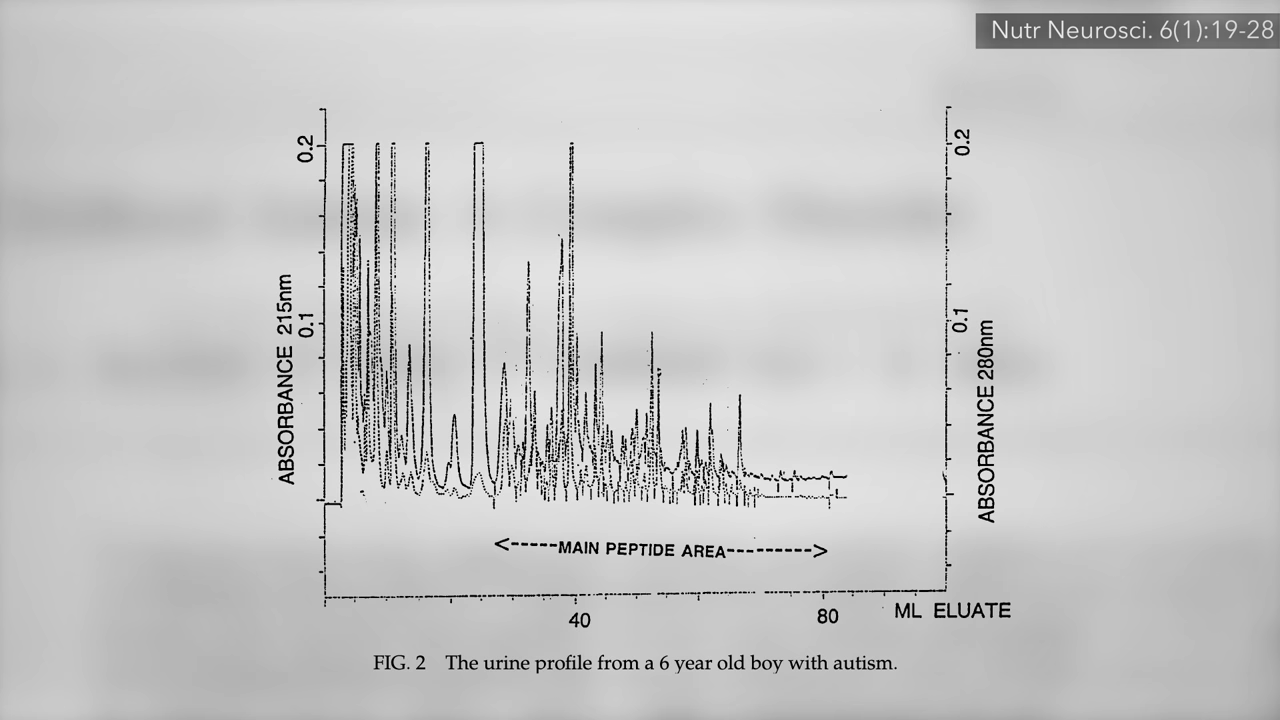 Nutr Neurosci. 6(1):19-28
0.2
0.2
ABSORBANCE 215nm
0.1
0.1
ABSORBANCE 280nm
<-----MAIN PEPTIDE AREA-------->
40
80
ML ELUATE
FIG. 2 The urine profile from a 6 year old boy with autism.